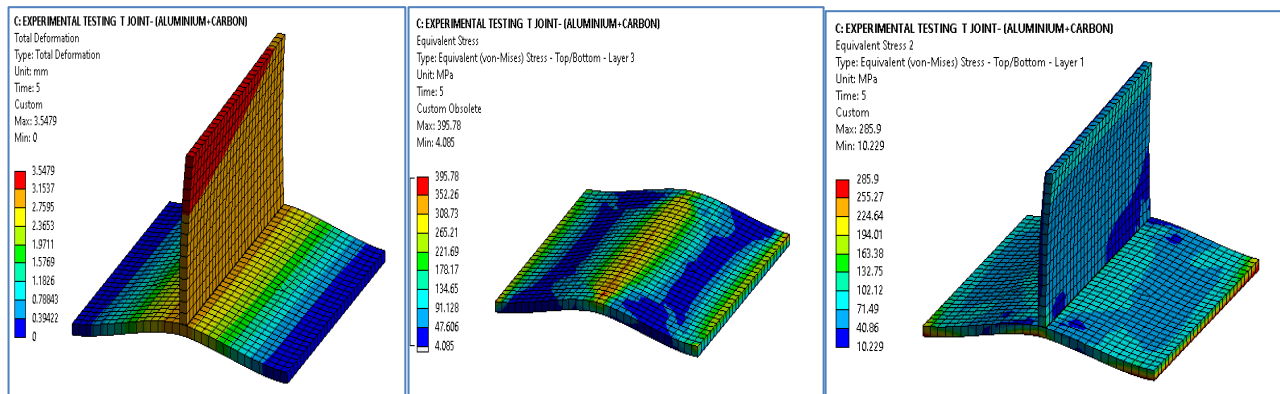 C: EXPERIMENTAL TESTING T JOINT- (ALUMINIUM+CARBON)
Total Deformation
Type: Total Deformation
Unit: mm
Time: 5
Custom
Max: 3.5479
Min: 0
3.5479
3.1537
2.7595
2.3653
1.9711
1.5769
1.1826
0.78843
0.39422
0
C: EXPERIMENTAL TESTING T JOINT- (ALUMINIUM+CARBON)
Equivalent Stress
Type: Equivalent (von-Mises) Stress - Top/Bottom - Layer 3
Unit: MPa
Time: 5
Custom Obsolete
Max: 395.78
Min: 4.085
395.78
352.26
308.73
265.21
221.69
178.17
134.65
91.128
47.606
4.085
C: EXPERIMENTAL TESTING T JOINT- (ALUMINIUM+CARBON)
Equivalent Stress 2
Type: Equivalent (von-Mises) Stress - Top/Bottom - Layer 1
Unit: MPa
Time: 5
Custom
Max: 285.9
Min: 10.229
285.9
255.27
224.64
194.01
163.38
132.75
102.12
71.49
40.86
10.229